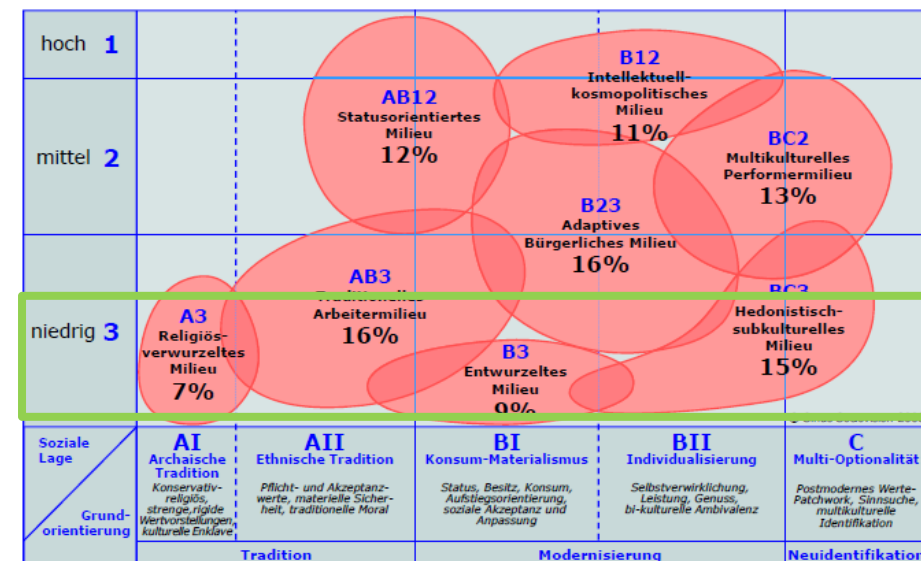 hoch 1
mittel 2
niedrig 3
AB12
Statusorientiertes
Milieu
12%
B12
Intellektuell-
kosmopolitisches
Milieu
11%
BC2
Multikulturelles
Performermilieu
13%
B23
Adaptives
Bürgerliches Milieu
16%
AB3
Arbeitermilieu
16%
A3
Religiös-
verwurzeltes
Milieu
7%
B3
Entwurzeltes
Milieu
9%
BC3
Hedonistisch-
subkulturelles
Milieu
15%
Soziale
Lage
Grund-
orientierung
AI
Archaische
Tradition
Konservativ-
religiös,
strenge,rigide
Wertvorstellungen,
kulturelle Enklave
AII
Ethnische Tradition
Pflicht- und Akzeptanz-
werte, materielle Sicher-
heit, traditionelle Moral
BI
Konsum-Materialismus
Status, Besitz, Konsum,
Aufstiegsorientierung,
soziale Akzeptanz und
Anpassung
BII
Individualisierung
Selbstverwirklichung,
Leistung, Genuss,
bi-kulturelle Ambivalenz
C
Multi-Optionalität
Postmodernes Werte-
Patchwork, Sinnsuche,
multikulturelle
Identifikation
Tradition
Modernisierung
Neuidentifikation